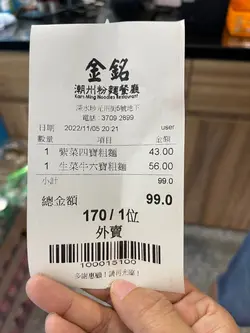 金銘
潮州粉麵餐廳
Kam Ming Noodles Restaurant
電話 : 3709 2699
日期 2022/11/05 20:21 user
數量 項目 金額
1 紫菜四寶粗麵 43.00
1 生菜牛六寶粗麵 56.00
小計 99.0
總金額 99.0
170 / 1位
外賣
100015100
多謝惠顧！請再光臨！